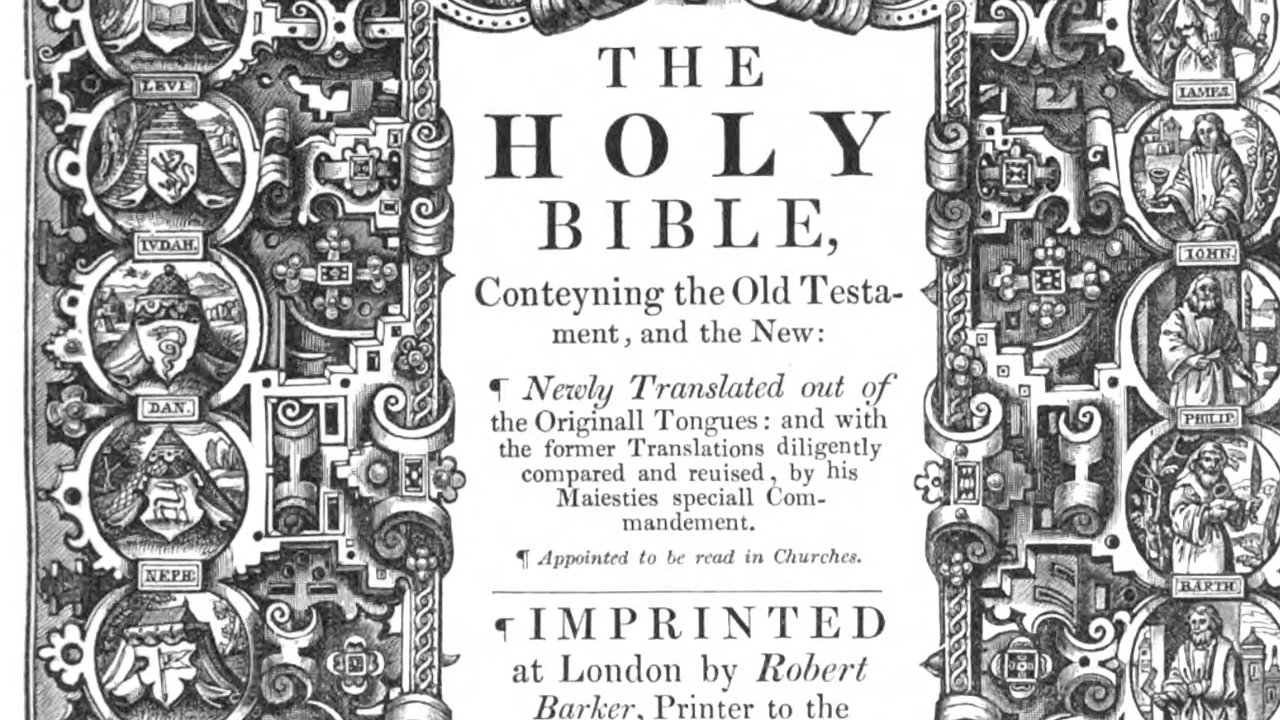 THE
HOLY
BIBLE,
Conteyning the Old Testa-
ment, and the New:
¶ Newly Translated out of
the Originall Tongues: and with
the former Translations diligently
compared and reuised, by his
Maiesties speciall Com-
mandement.
¶ Appointed to be read in Churches.
¶ IMPRINTED
at London by Robert
Barker, Printer to the
LEVI
IVDAH.
DAN.
NEPH:
IAMES.
IOHN.
PHILIP.
BARTH.